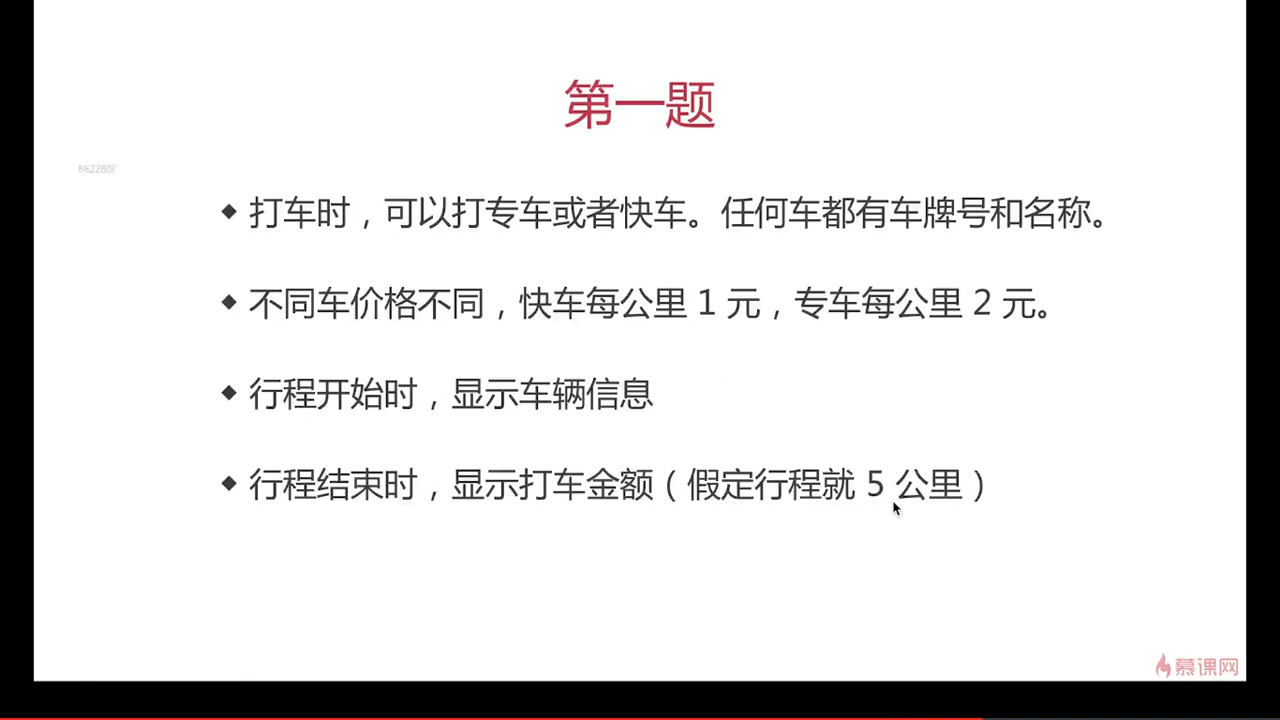 第一题
◆ 打车时，可以打专车或者快车。任何车都有车牌号和名称。
◆ 不同车价格不同，快车每公里 1 元，专车每公里 2 元。
◆ 行程开始时，显示车辆信息
◆ 行程结束时，显示打车金额（假定行程就 5 公里）
慕课网